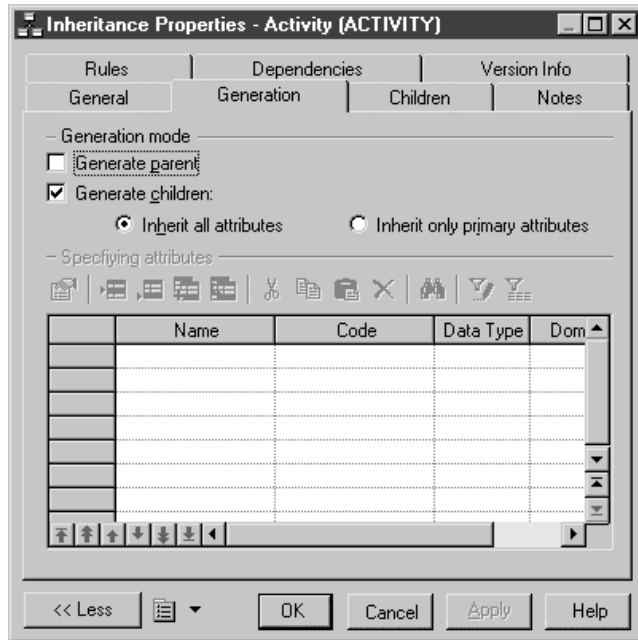 Inheritance Properties - Activity (ACTIVITY)
Rules Dependencies Version Info
General Generation Children Notes
Generation mode
Generate parent
Generate children:
Inherit all attributes Inherit only primary attributes
Specfiying attributes
Name Code Data Type Dom
<< Less OK Cancel Apply Help